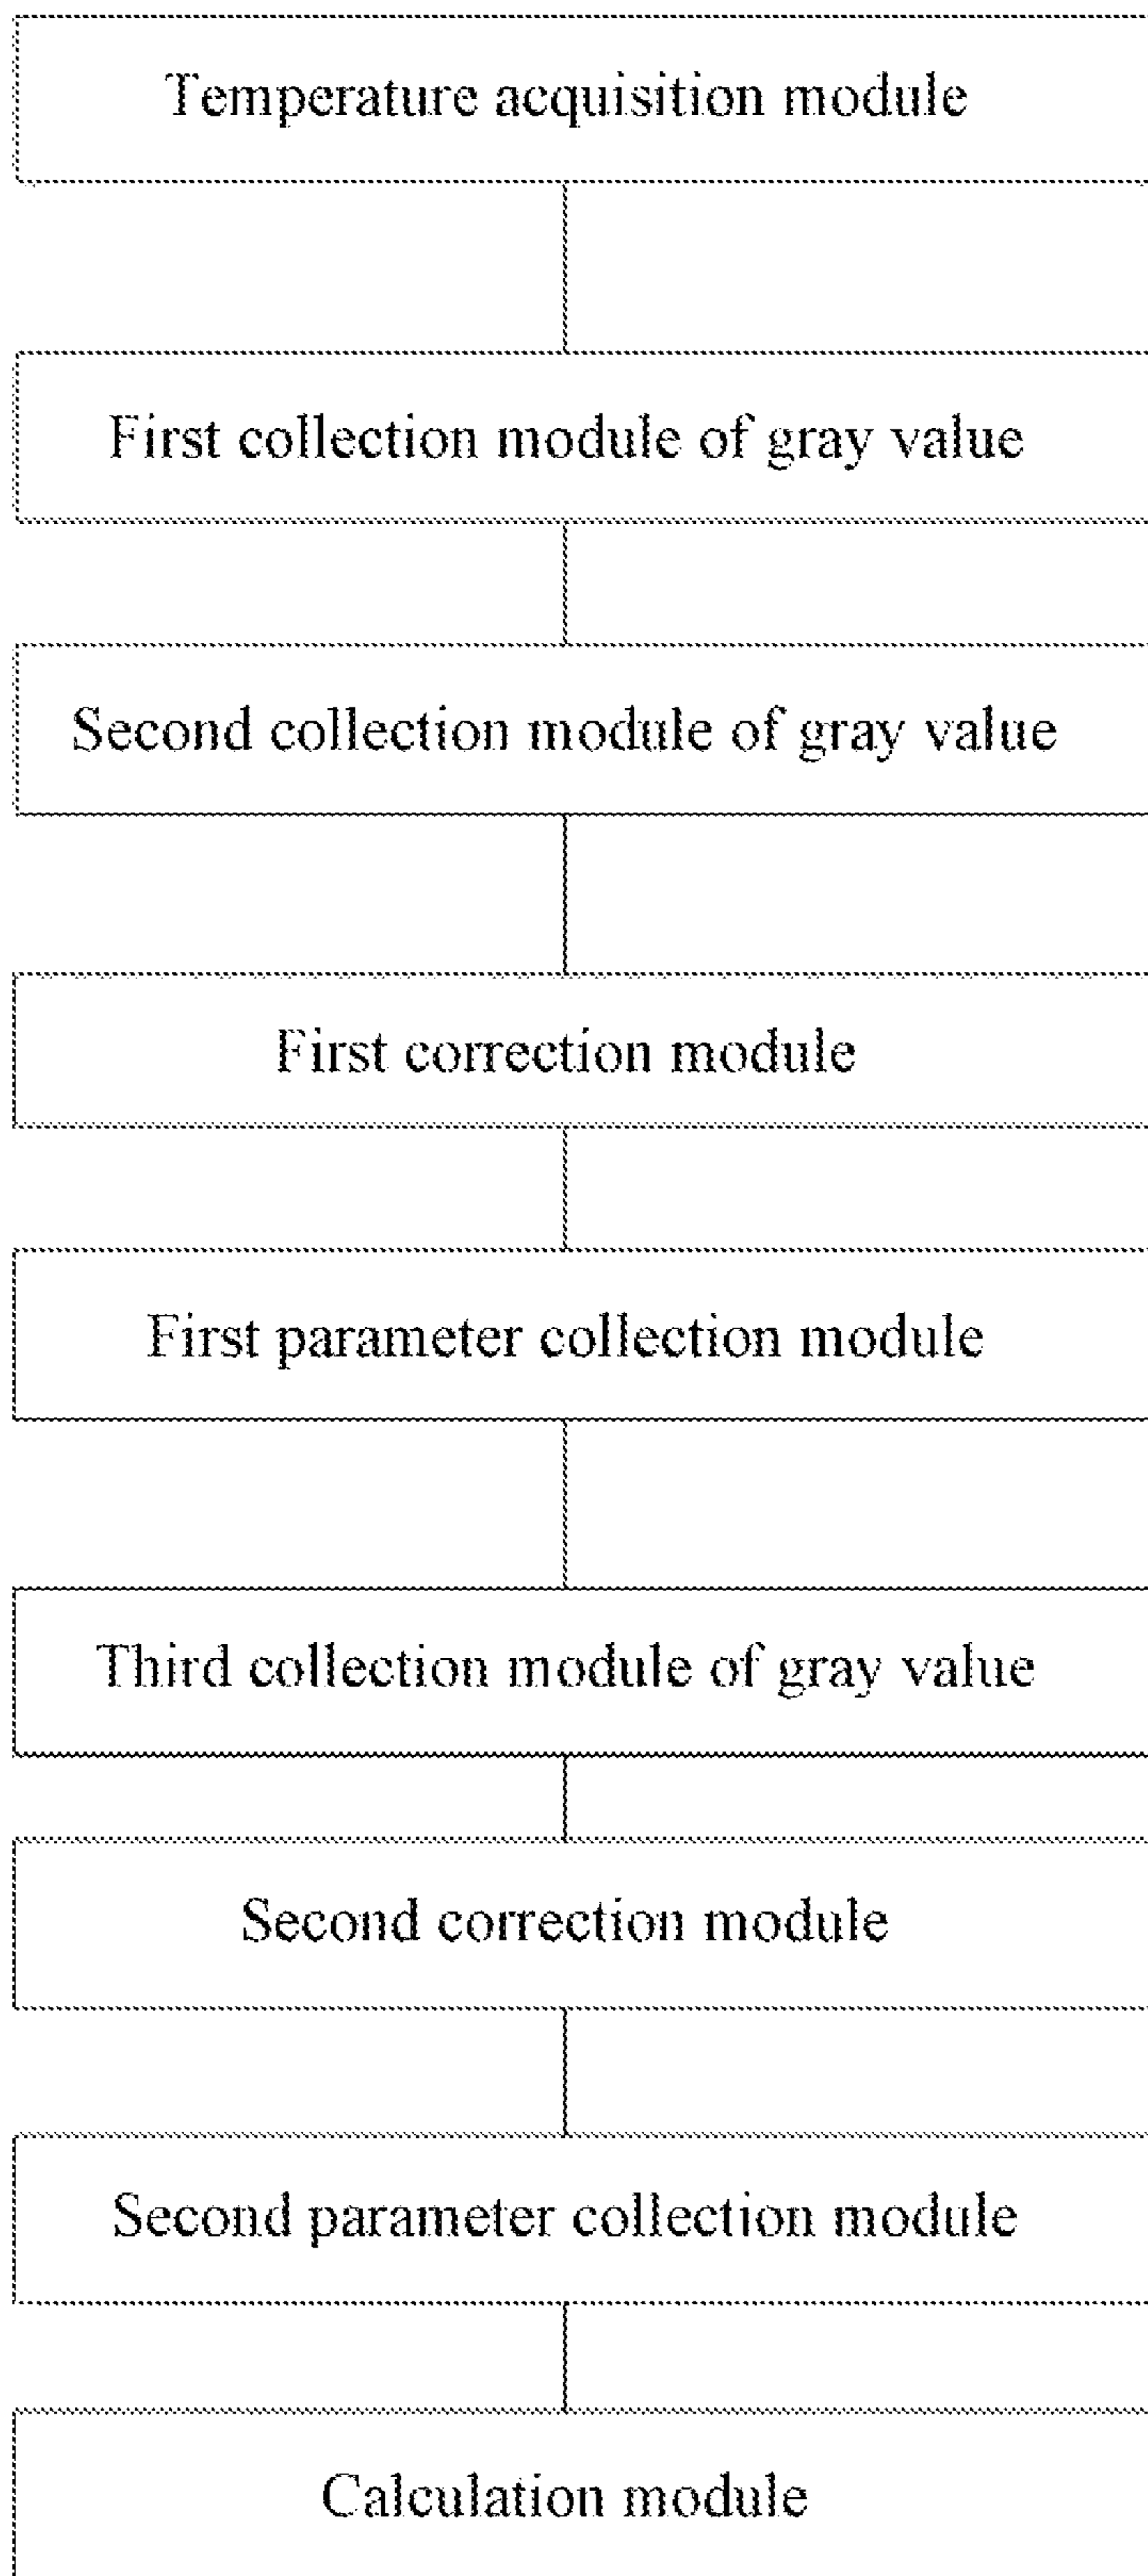 Temperature acquisition module
First collection module of gray value
Second collection module of gray value
First correction module
First parameter collection module
Third collection module of gray value
Second correction module
Second parameter collection module
Calculation module